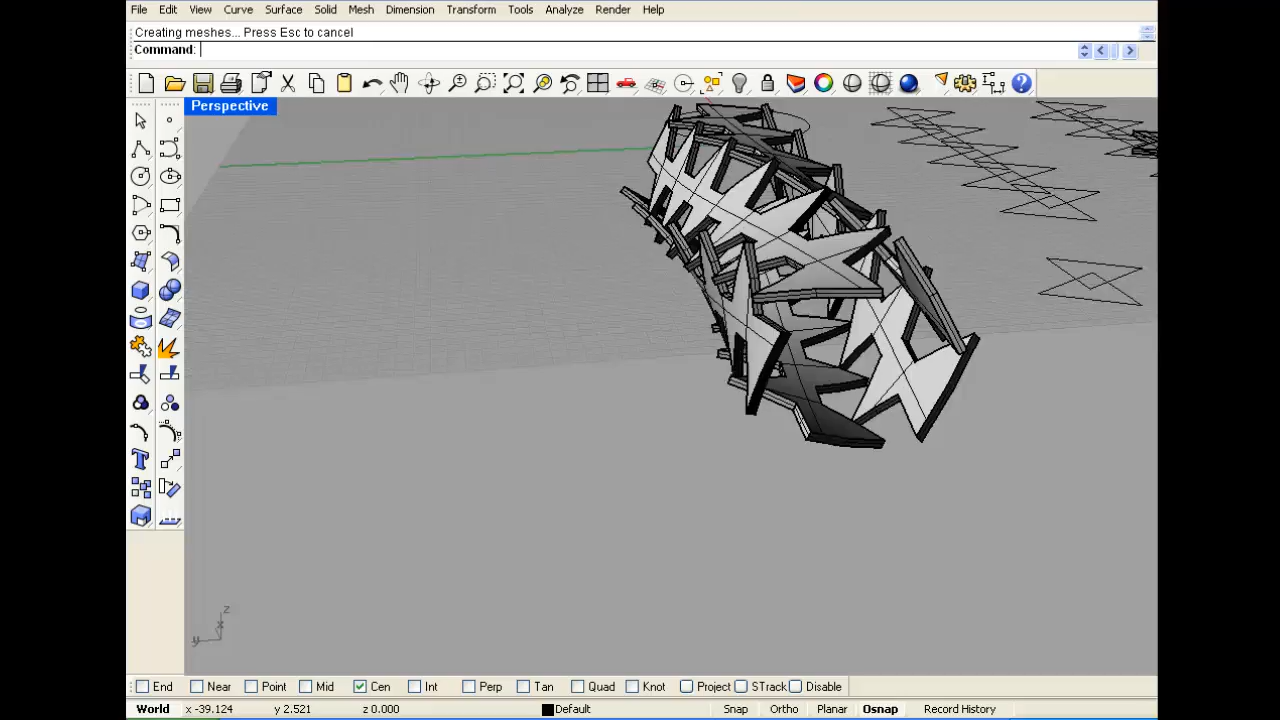 File Edit View Curve Surface Solid Mesh Dimension Transform Tools Analyze Render Help
Creating meshes... Press Esc to cancel
Command:
Perspective
z
x
y
End Near Point Mid Cen Int Perp Tan Quad Knot Project STrack Disable
World x -39.124 y 2.521 z 0.000 Default Snap Ortho Planar Osnap Record History